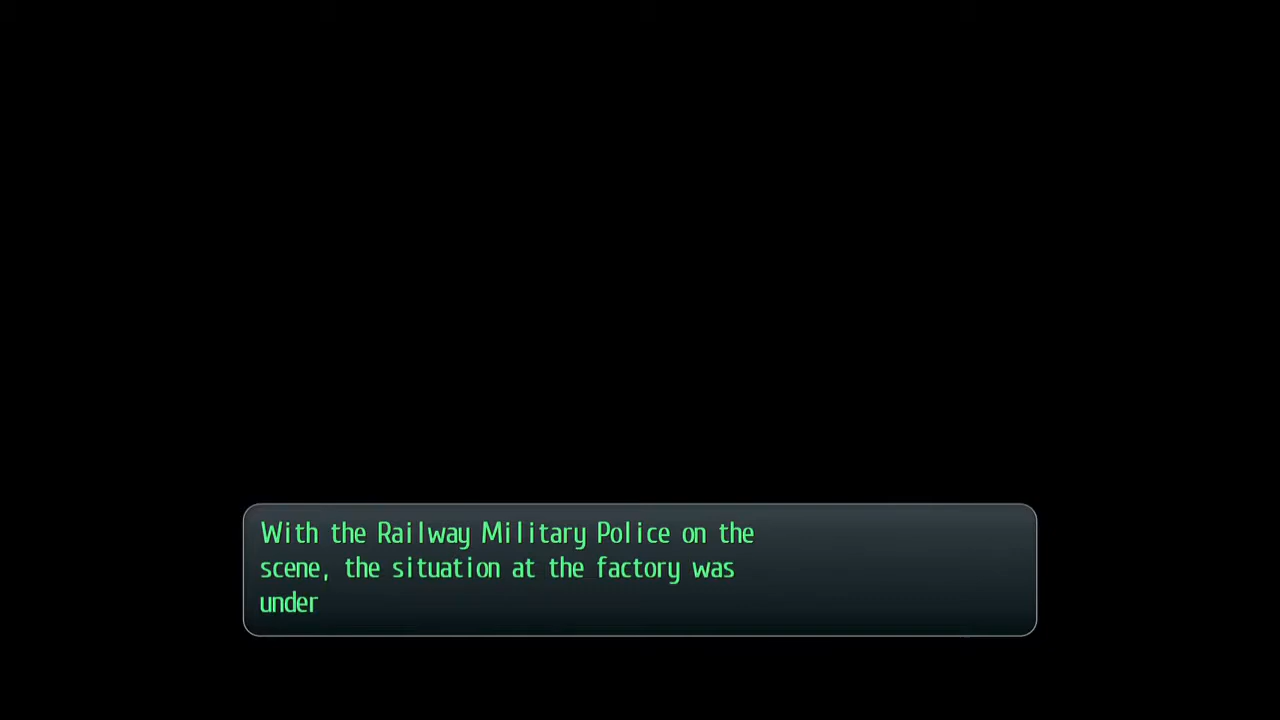 With the Railway Military Police on the
scene, the situation at the factory was
under